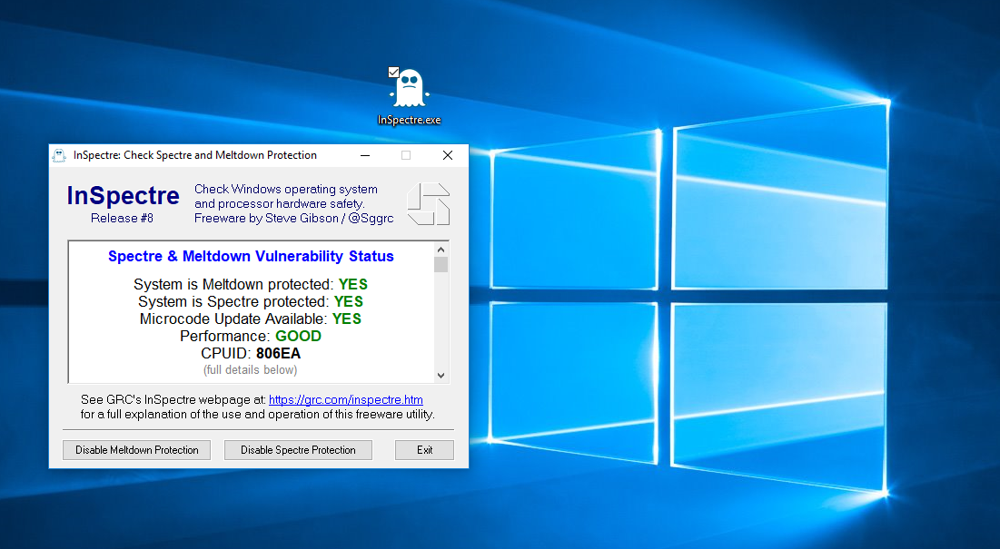 InSpectre.exe
InSpectre: Check Spectre and Meltdown Protection
InSpectre
Release #8
Check Windows operating system
and processor hardware safety.
Freeware by Steve Gibson / @Sggrc
Spectre & Meltdown Vulnerability Status
System is Meltdown protected: YES
System is Spectre protected: YES
Microcode Update Available: YES
Performance: GOOD
CPUID: 806EA
(full details below)
See GRC's InSpectre webpage at: https://grc.com/inspectre.htm
for a full explanation of the use and operation of this freeware utility.
Disable Meltdown Protection
Disable Spectre Protection
Exit